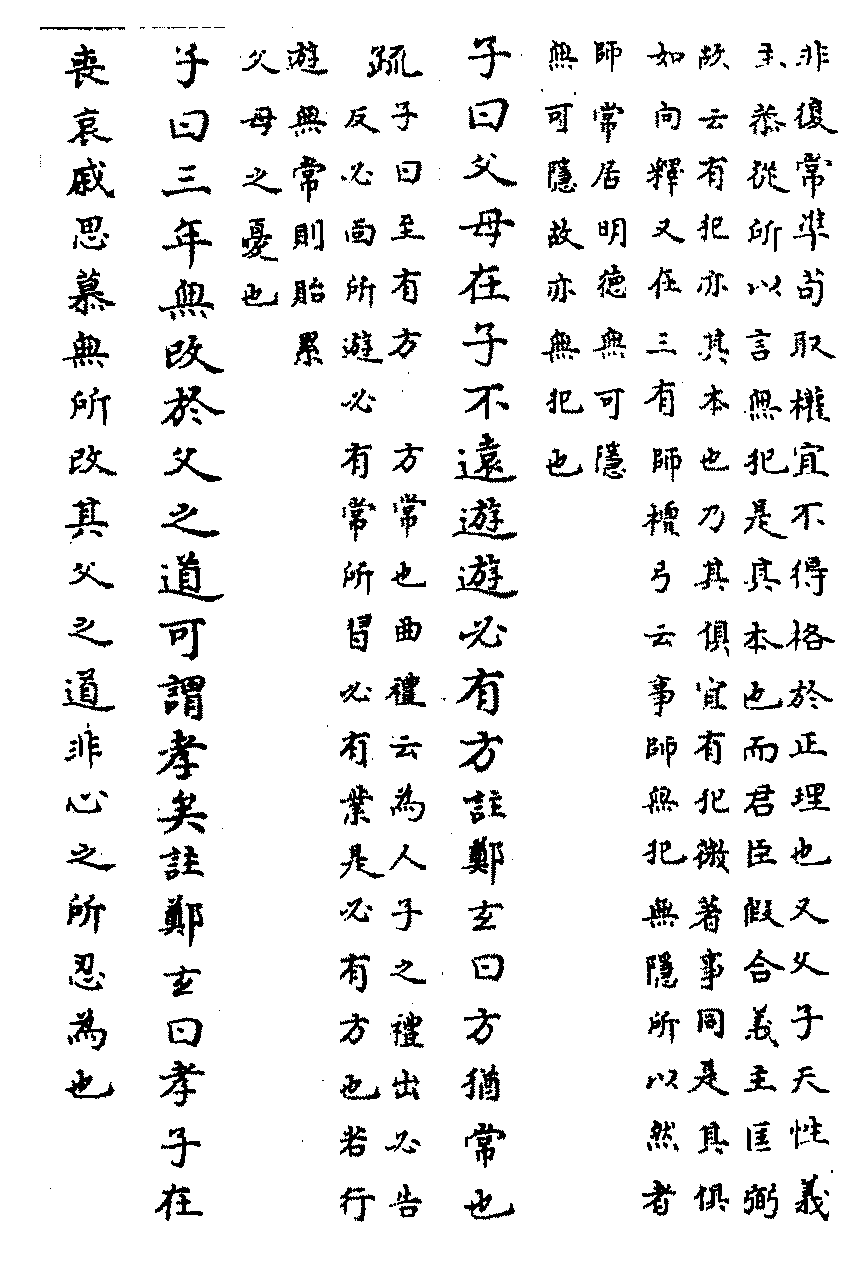 非復常準苟取權宜不得格於正理也又父子天性義
主恭從所以言無犯是其本也而君臣假合義主匡弼
故云有犯亦其本也乃其俱宜有犯微著事同是其俱
如向釋又在三有師檀弓云事師無犯無隱所以然者
師常居明德無可隱
無可隱故亦無犯也
子曰父母在子不遠遊遊必有方註鄭玄曰方猶常也
疏子曰至有方 方常也曲禮云為人子之禮出必告
反必面所遊必有常所習必有業是必有方也若行
遊無常則貽累
父母之憂也
子曰三年無改於父之道可謂孝矣註鄭玄曰孝子在
喪哀戚思慕無所改其父之道非心之所忍為也